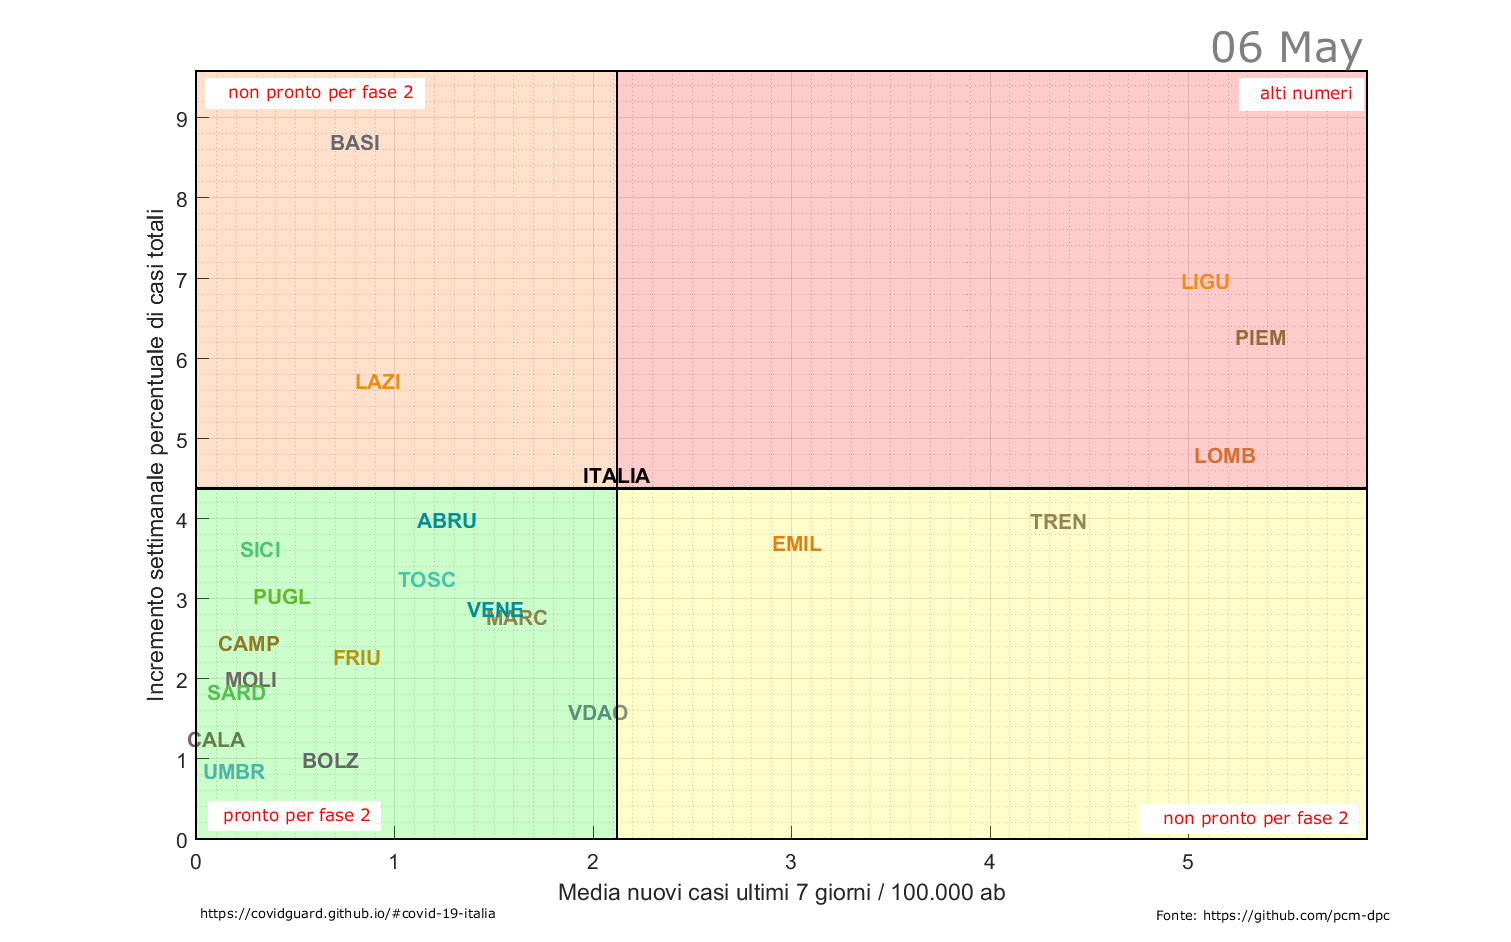 06 May
non pronto per fase 2
alti numeri
9
BASI
8
7
LIGU
PIEM
6
LAZI
5
LOMB
ITALIA
4
ABRU
TREN
EMIL
SICI
TOSC
3
PUGL
VENE
MARC
CAMP
FRIU
2
MOLI
SARD
VDAO
CALA
1
BOLZ
UMBR
pronto per fase 2
non pronto per fase 2
0
Incremento settimanale percentuale di casi totali
0 1 2 3 4 5
Media nuovi casi ultimi 7 giorni / 100.000 ab
https://covidguard.github.io/#covid-19-italia
Fonte: https://github.com/pcm-dpc